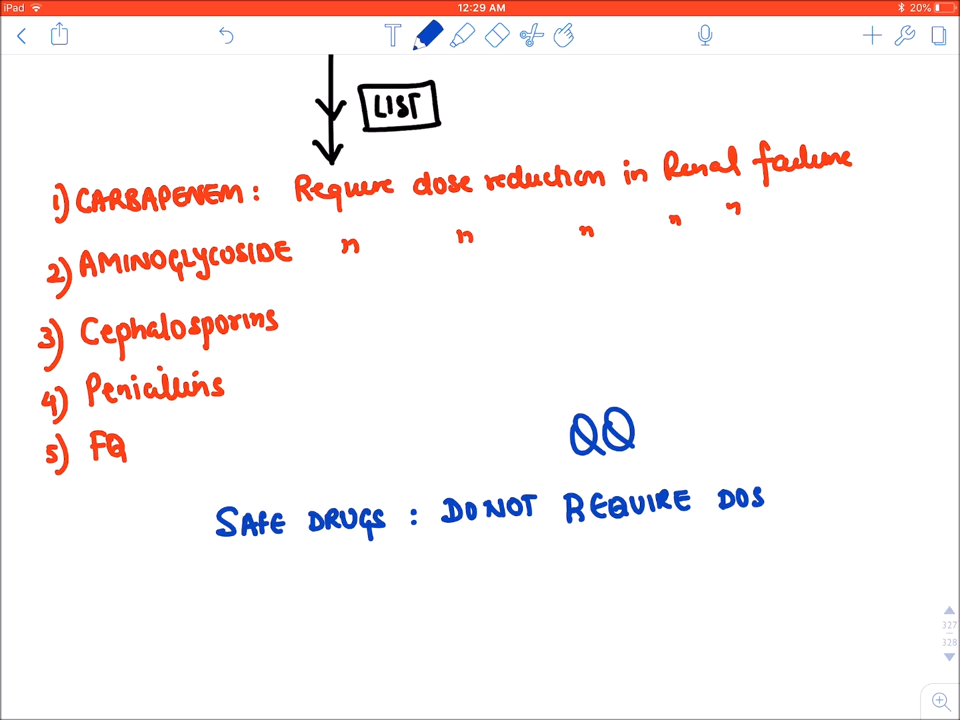 iPad 12:29 AM 20%
T
LIST
1) CARBAPENEM : Require dose reduction in Renal failure
2) AMINOGLYCOSIDE " " " " "
3) Cephalosporins
4) Penicillins
5) FQ
QQ
SAFE DRUGS : DO NOT REQUIRE DOS
327
328